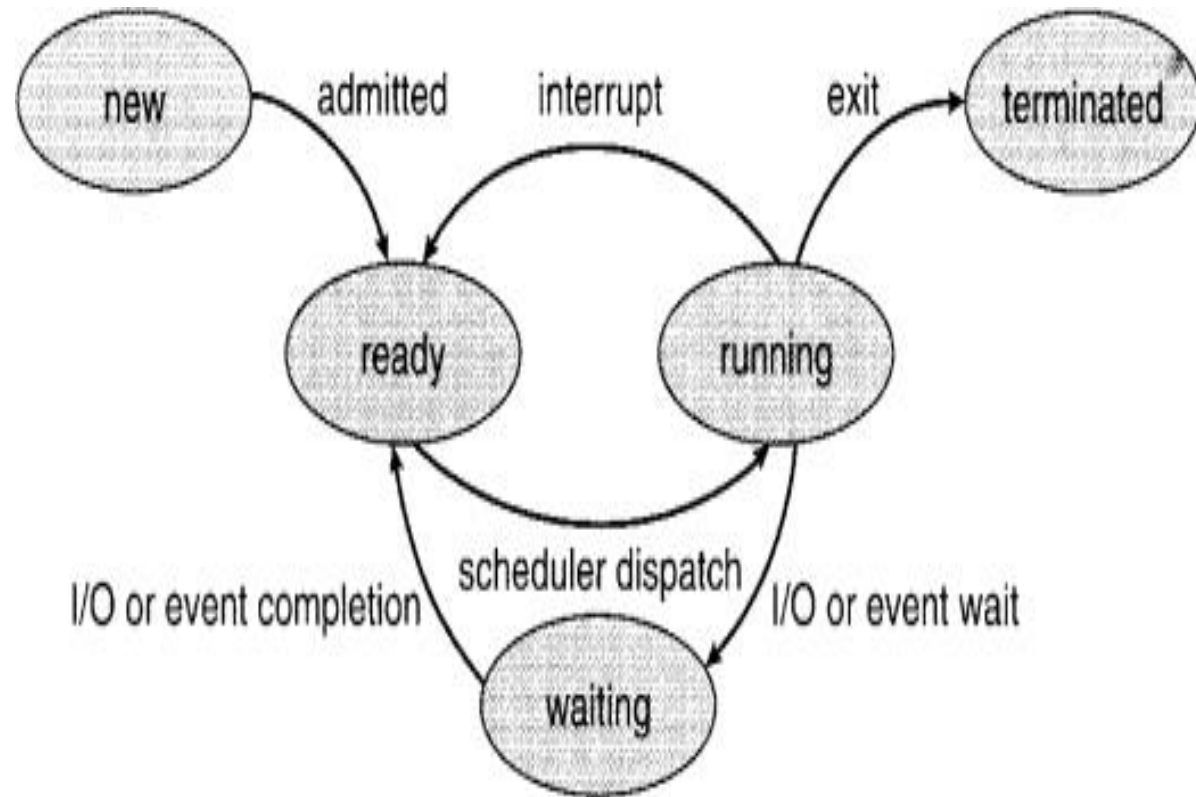 new
admitted
interrupt
exit
terminated
ready
running
scheduler dispatch
I/O or event completion
I/O or event wait
waiting